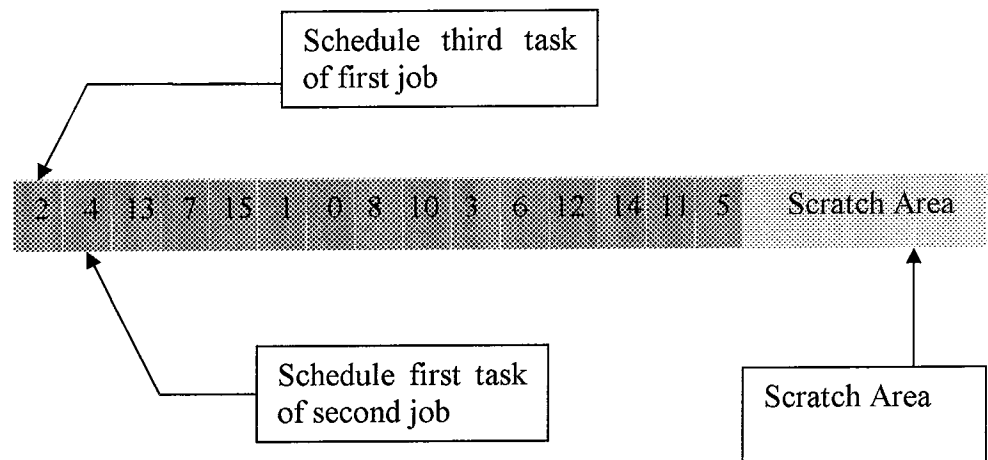 Schedule third task
of first job
2 4 13 7 15 1 0 8 10 3 6 12 14 11 5 Scratch Area
Schedule first task
of second job
Scratch Area